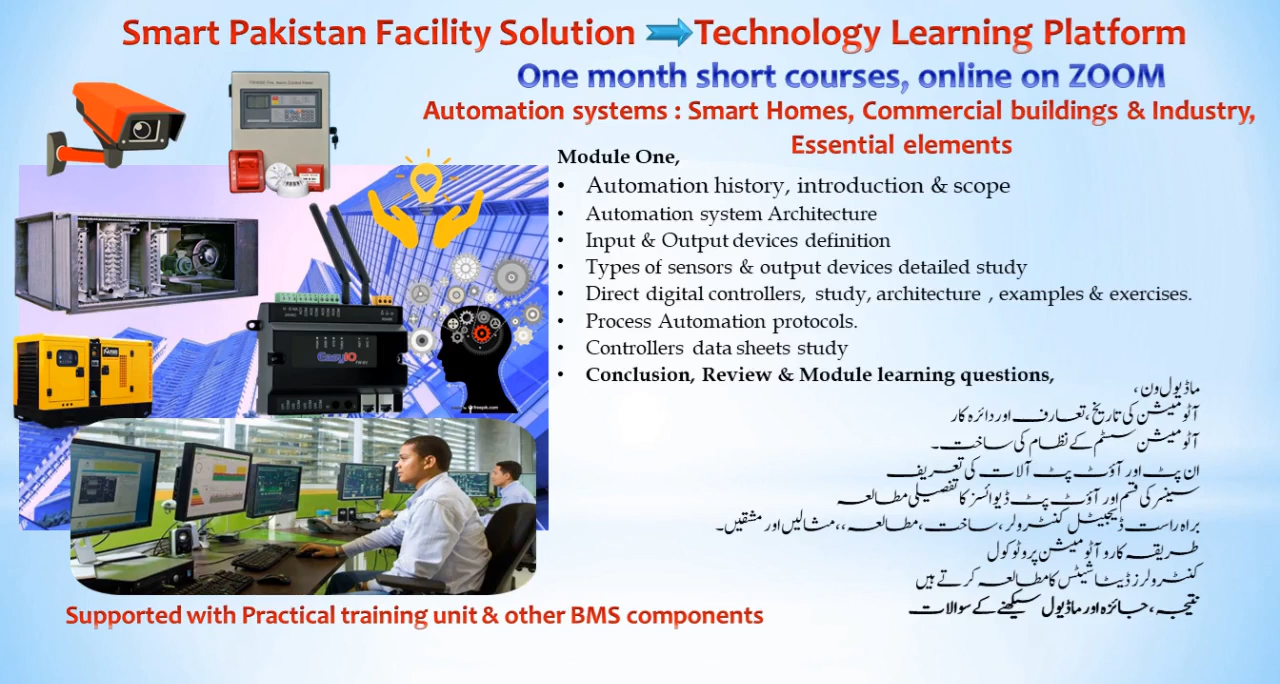 Smart Pakistan Facility Solution Technology Learning Platform
One month short courses, online on ZOOM
Automation systems : Smart Homes, Commercial buildings & Industry,
Essential elements
Module One,
• Automation history, introduction & scope
• Automation system Architecture
• Input & Output devices definition
• Types of sensors & output devices detailed study
• Direct digital controllers, study, architecture , examples & exercises.
• Process Automation protocols.
• Controllers data sheets study
• Conclusion, Review & Module learning questions,
ماڈیول ون ،
آٹومیشن کی تاریخ ، تعارف اور دائرہ کار
آٹومیشن سسٹم کے نظام کی ساخت۔
ان پٹ اور آؤٹ پٹ آلات کی تعریف
سینسر کی قسم اور آؤٹ پٹ ڈیوائسز کا تفصیلی مطالعہ
براہ راست ڈیجیٹل کنٹرولر ، ساخت ، مطالعہ ،، مثالیں اور مشقیں۔
طریقہ کار و آٹومیشن پروٹوکول
کنٹرولرز ڈیٹا شیٹس کا مطالعہ کرتے ہیں
نتیجہ ، جائزہ اور ماڈیول سیکھنے کے سوالات
EasyIO
freepik.com
Supported with Practical training unit & other BMS components